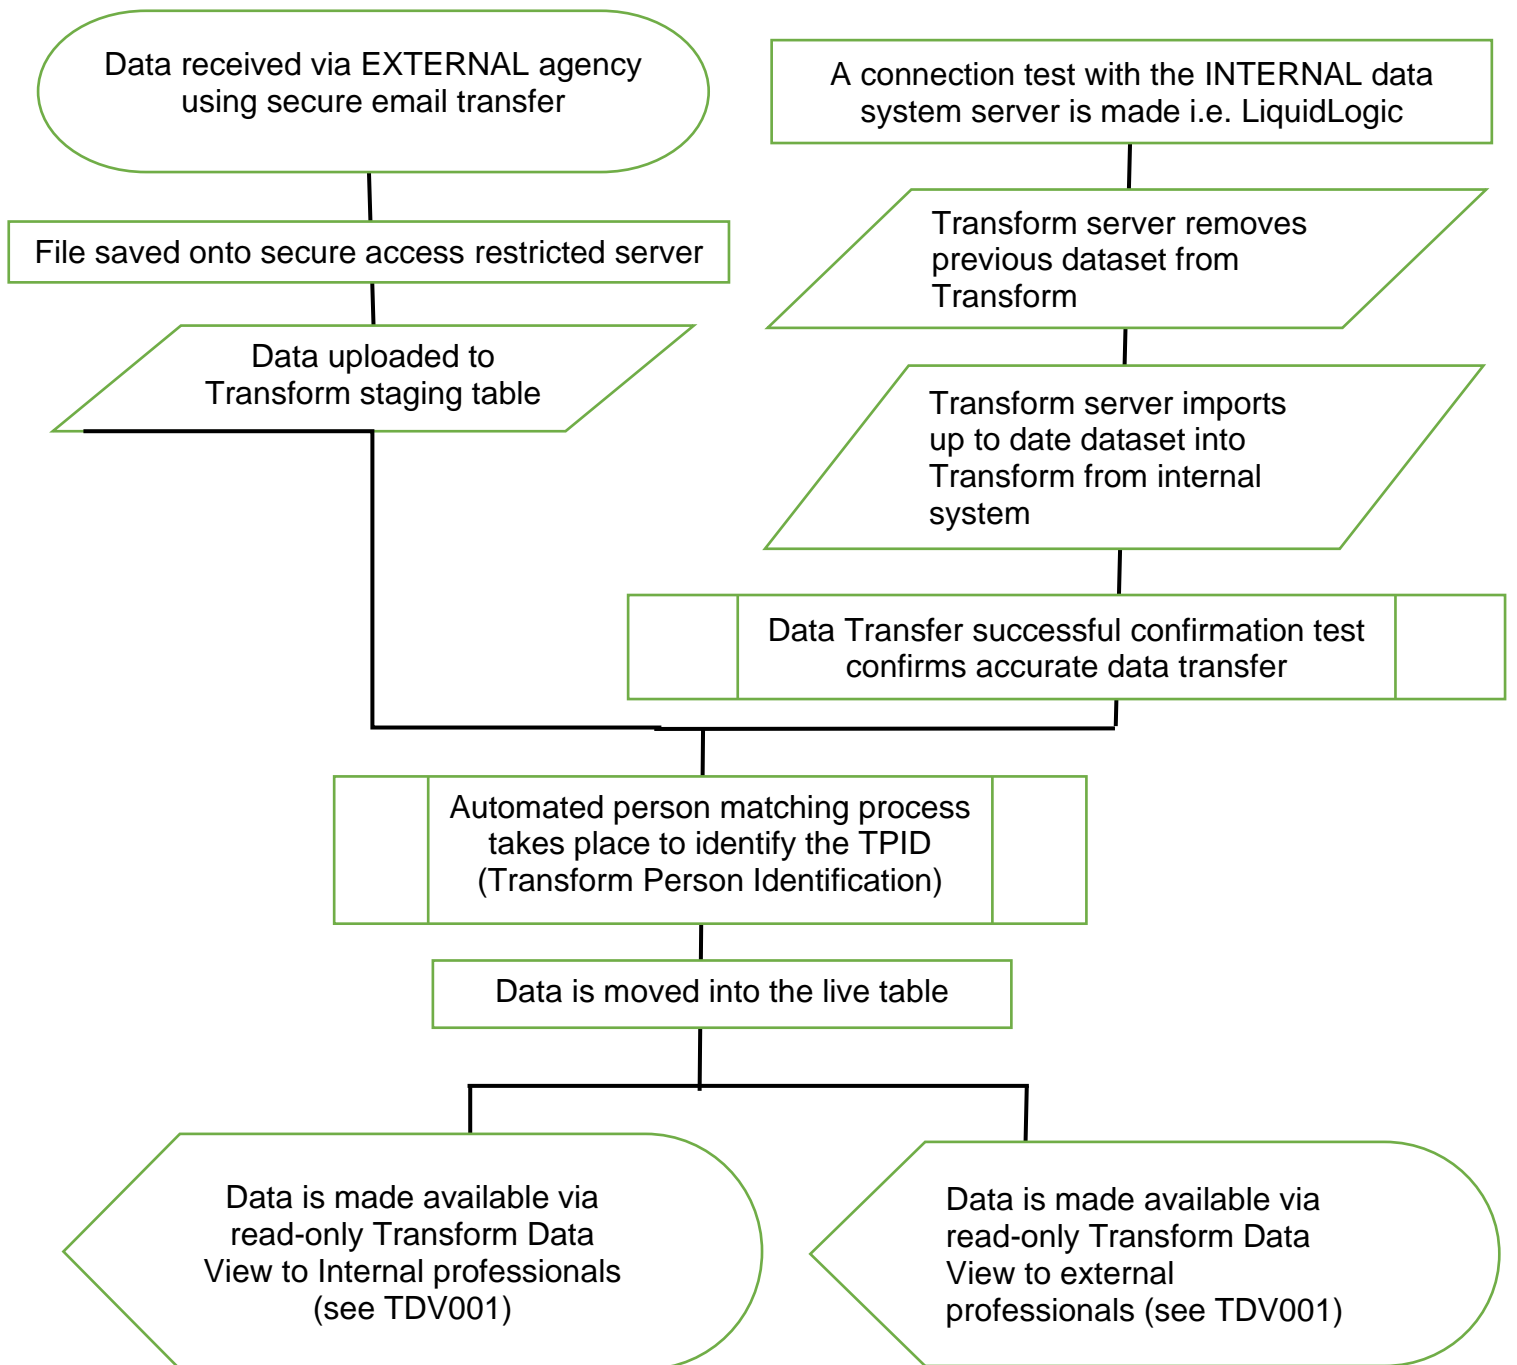 Data received via EXTERNAL agency
using secure email transfer
A connection test with the INTERNAL data
system server is made i.e. LiquidLogic
File saved onto secure access restricted server
Transform server removes
previous dataset from
Transform
Data uploaded to
Transform staging table
Transform server imports
up to date dataset into
Transform from internal
system
Data Transfer successful confirmation test
confirms accurate data transfer
Automated person matching process
takes place to identify the TPID
(Transform Person Identification)
Data is moved into the live table
Data is made available via
read-only Transform Data
View to Internal professionals
(see TDV001)
Data is made available via
read-only Transform Data
View to external
professionals (see TDV001)